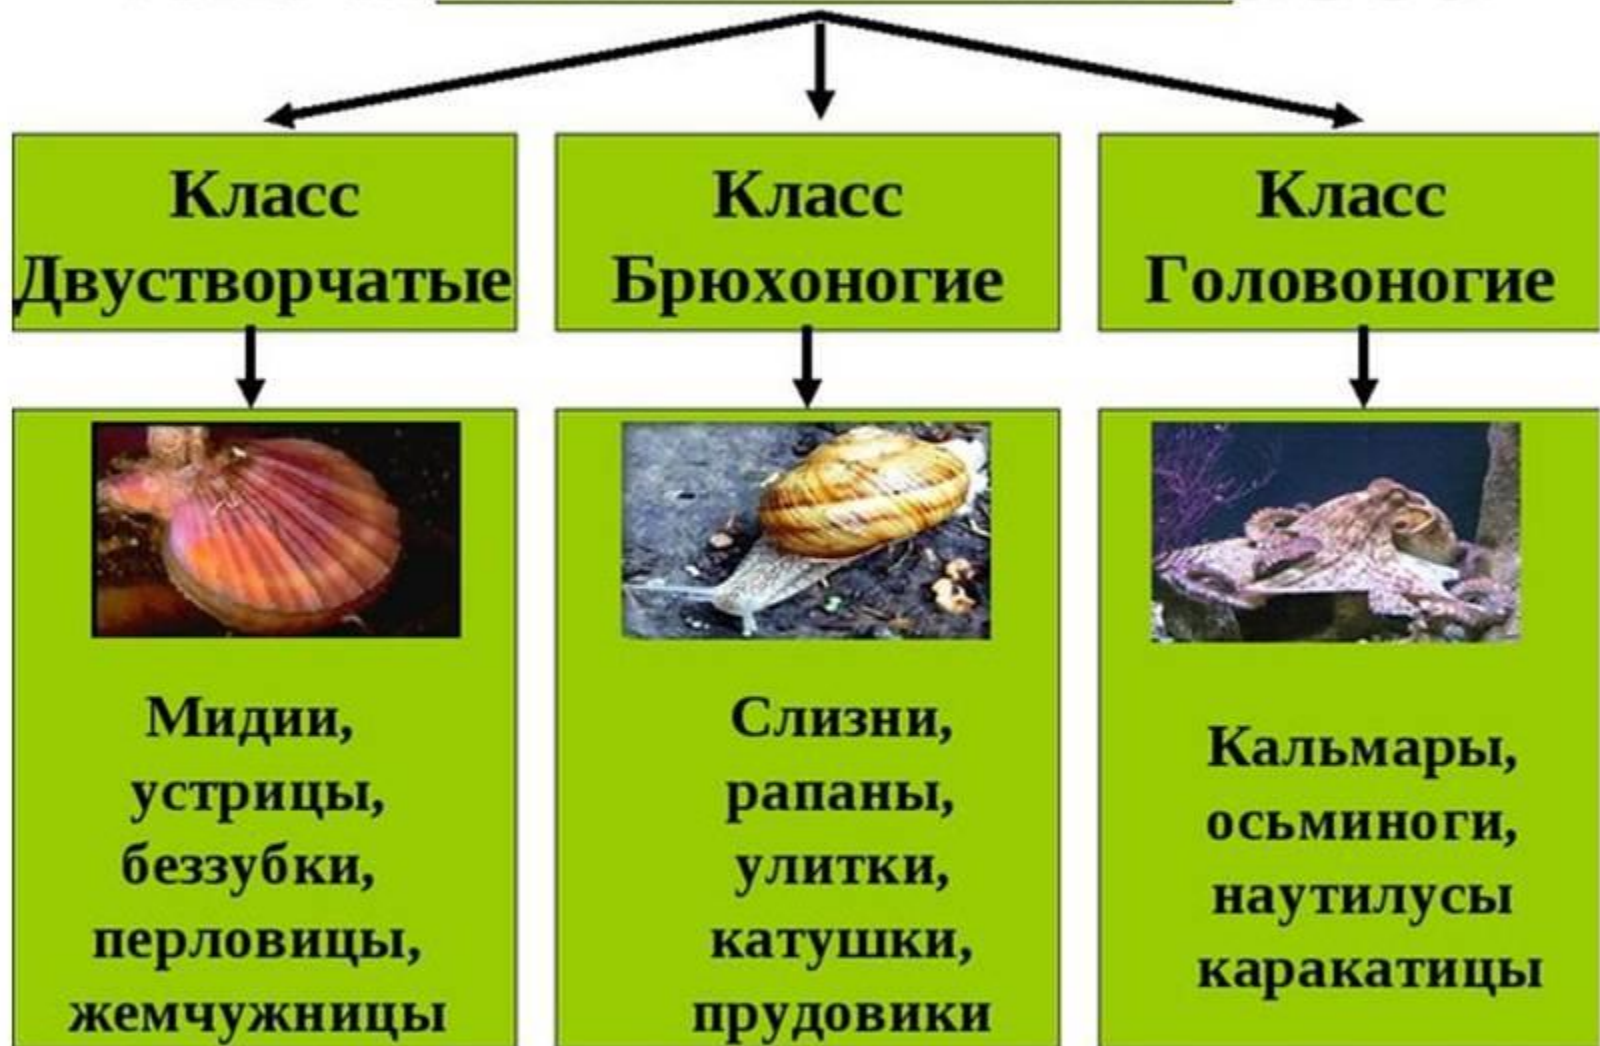 Класс
Двустворчатые
Класс
Брюхоногие
Класс
Головоногие
Мидии,
устрицы,
беззубки,
перловицы,
жемчужницы
Слизни,
рапаны,
улитки,
катушки,
прудовики
Кальмары,
осьминоги,
наутилусы
каракатицы